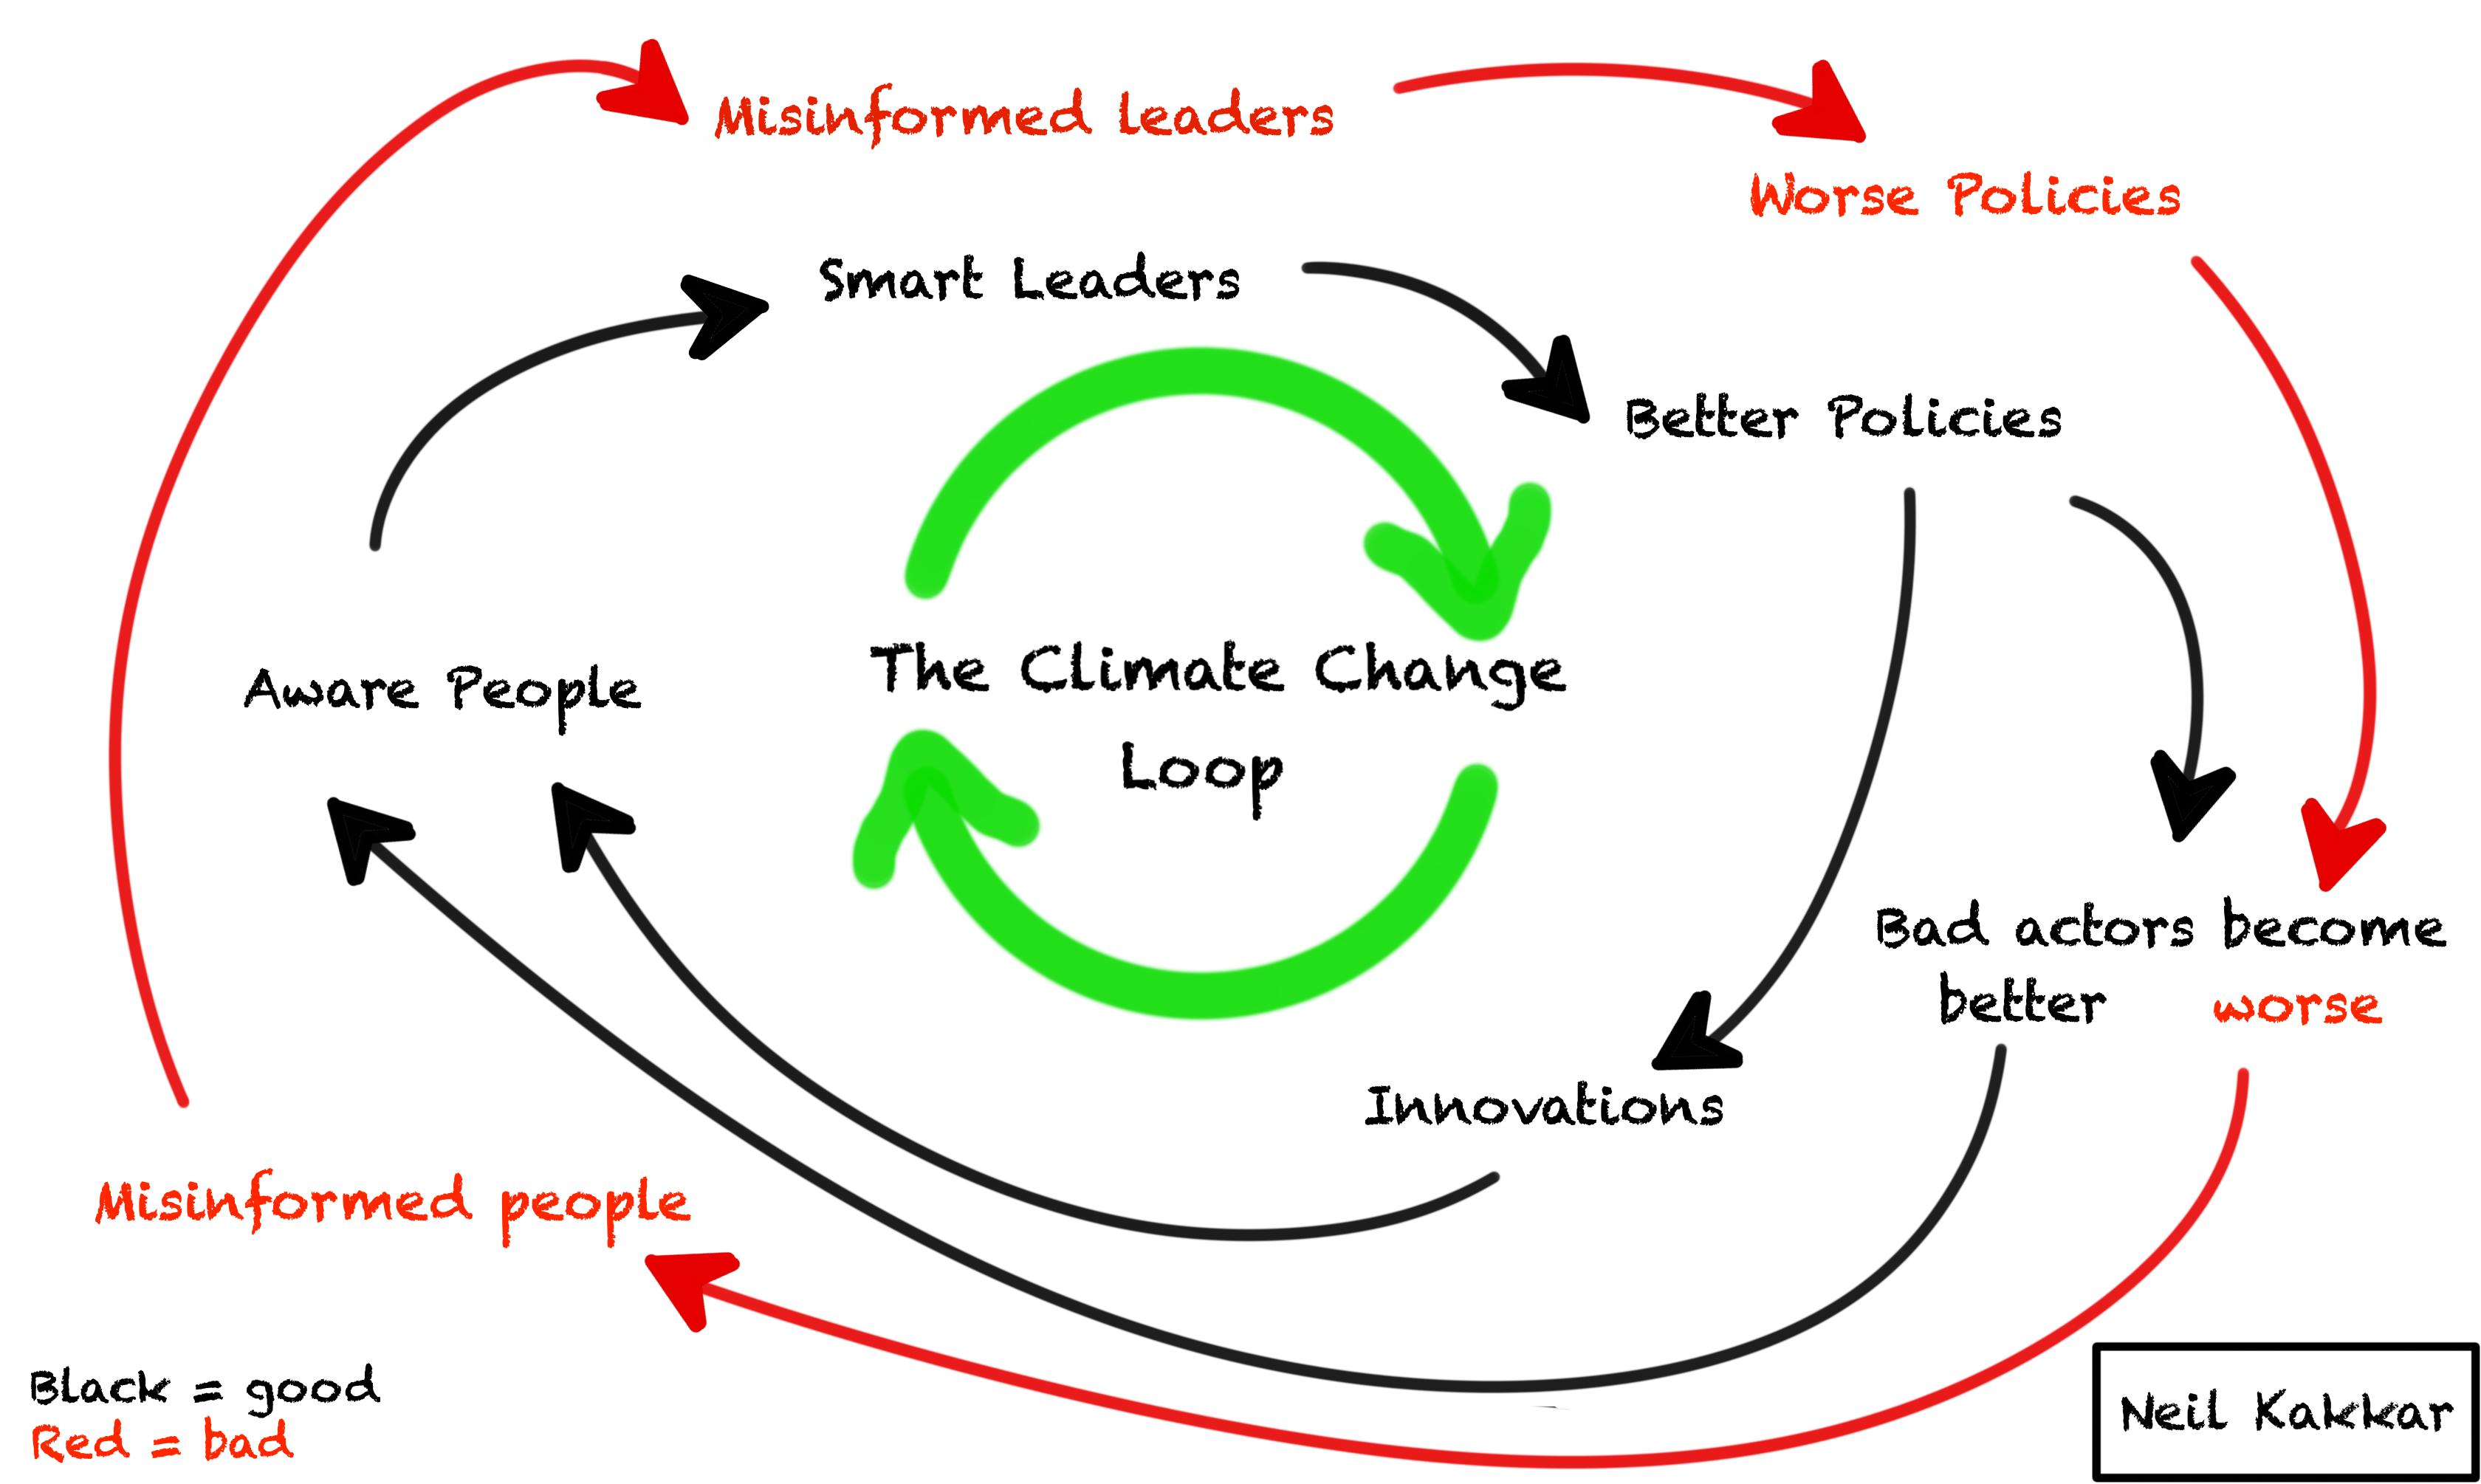 Misinformed leaders
Worse Policies
Smart Leaders
Better Policies
Aware People
The Climate Change
Loop
Bad actors become
better worse
Innovations
Misinformed people
Black = good
Red = bad
Neil Kakkar